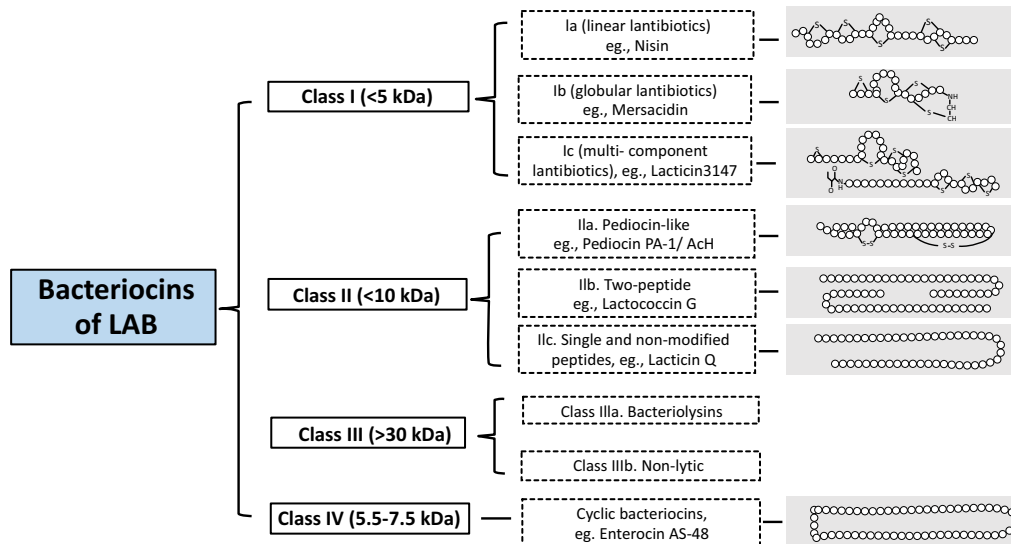 Bacteriocins
of LAB
Class I (<5 kDa)
Ia (linear lantibiotics)
eg., Nisin
S
S
S
S
S
Ib (globular lantibiotics)
eg., Mersacidin
S
S
S
S
NH
CH
CH
Ic (multi- component
lantibiotics), eg., Lacticin3147
S
S
S
S
O
O
N
H
S
S
S
Class II (<10 kDa)
IIa. Pediocin-like
eg., Pediocin PA-1/ AcH
S-S
S-S
IIb. Two-peptide
eg., Lactococcin G
IIc. Single and non-modified
peptides, eg., Lacticin Q
Class III (>30 kDa)
Class IIIa. Bacteriolysins
Class IIIb. Non-lytic
Class IV (5.5-7.5 kDa)
Cyclic bacteriocins,
eg. Enterocin AS-48